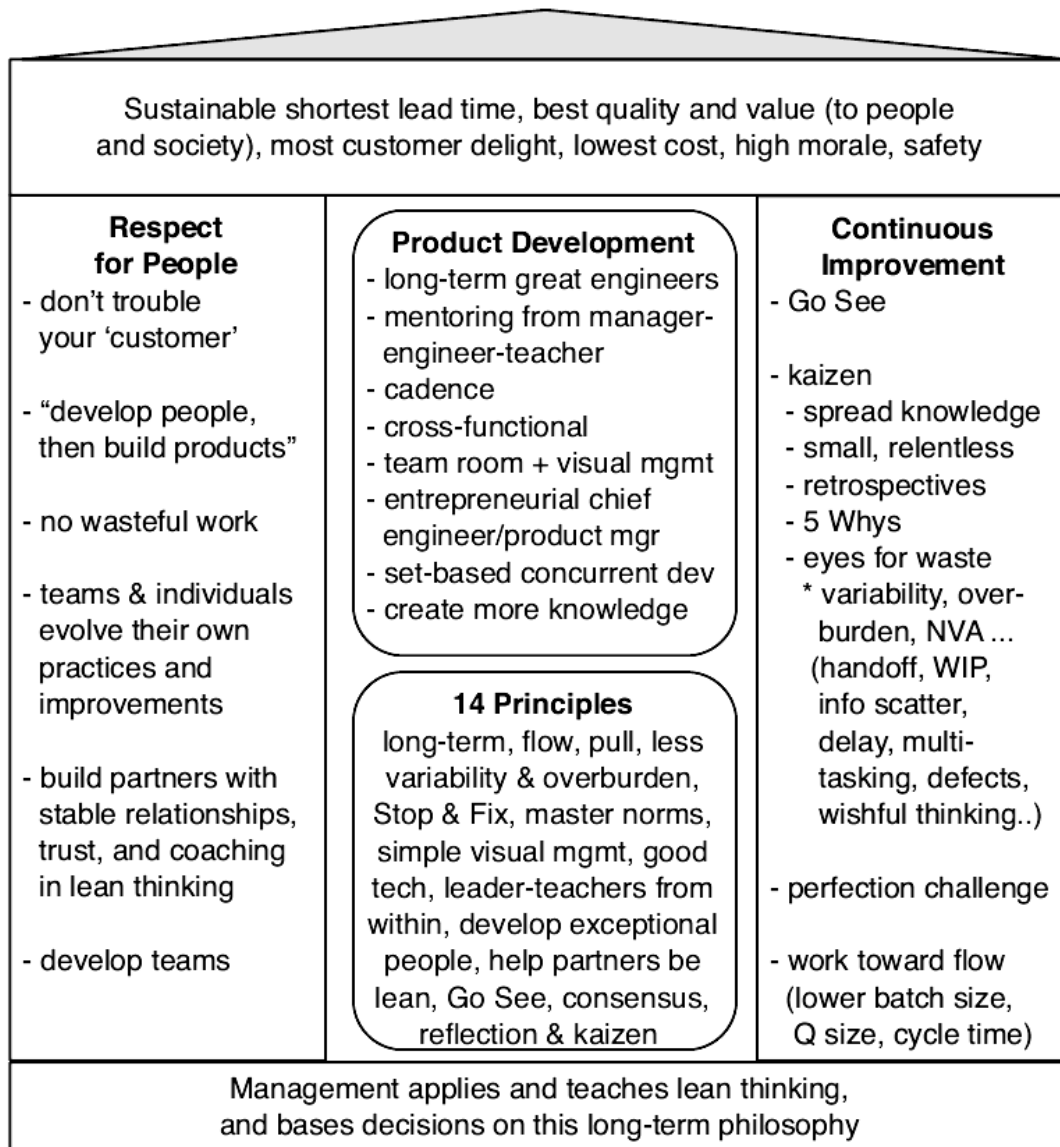 Sustainable shortest lead time, best quality and value (to people
and society), most customer delight, lowest cost, high morale, safety
Respect
for People
- don’t trouble
your ‘customer’
- “develop people,
then build products”
- no wasteful work
- teams & individuals
evolve their own
practices and
improvements
- build partners with
stable relationships,
trust, and coaching
in lean thinking
- develop teams
Product Development
- long-term great engineers
- mentoring from manager-
engineer-teacher
- cadence
- cross-functional
- team room + visual mgmt
- entrepreneurial chief
engineer/product mgr
- set-based concurrent dev
- create more knowledge
14 Principles
long-term, flow, pull, less
variability & overburden,
Stop & Fix, master norms,
simple visual mgmt, good
tech, leader-teachers from
within, develop exceptional
people, help partners be
lean, Go See, consensus,
reflection & kaizen
Continuous
Improvement
- Go See
- kaizen
- spread knowledge
- small, relentless
- retrospectives
- 5 Whys
- eyes for waste
* variability, over-
burden, NVA ...
(handoff, WIP,
info scatter,
delay, multi-
tasking, defects,
wishful thinking..)
- perfection challenge
- work toward flow
(lower batch size,
Q size, cycle time)
Management applies and teaches lean thinking,
and bases decisions on this long-term philosophy